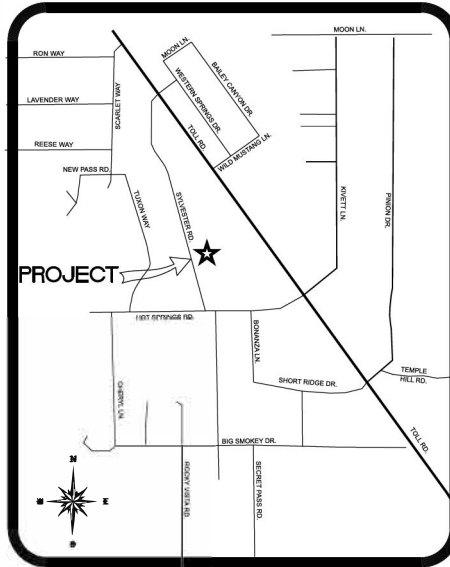 MOON LN.
RON WAY
MOON LN.
BAILEY CANYON DR.
WESTERN SPRINGS DR.
LAVENDER WAY
SCARLET WAY
TOLL RD.
REESE WAY
WILD MUSTANG LN.
NEW PASS RD.
TUXON WAY
SYLVESTER RD.
KIVETT LN.
PINION DR.
PROJECT
HOT SPRINGS RD.
BONANZA LN.
TEMPLE
HILL RD.
SHORT RIDGE DR.
CHERYL LN.
TOLL RD.
BIG SMOKEY DR.
ROCKY VISTA RD.
SECRET PASS RD.
N